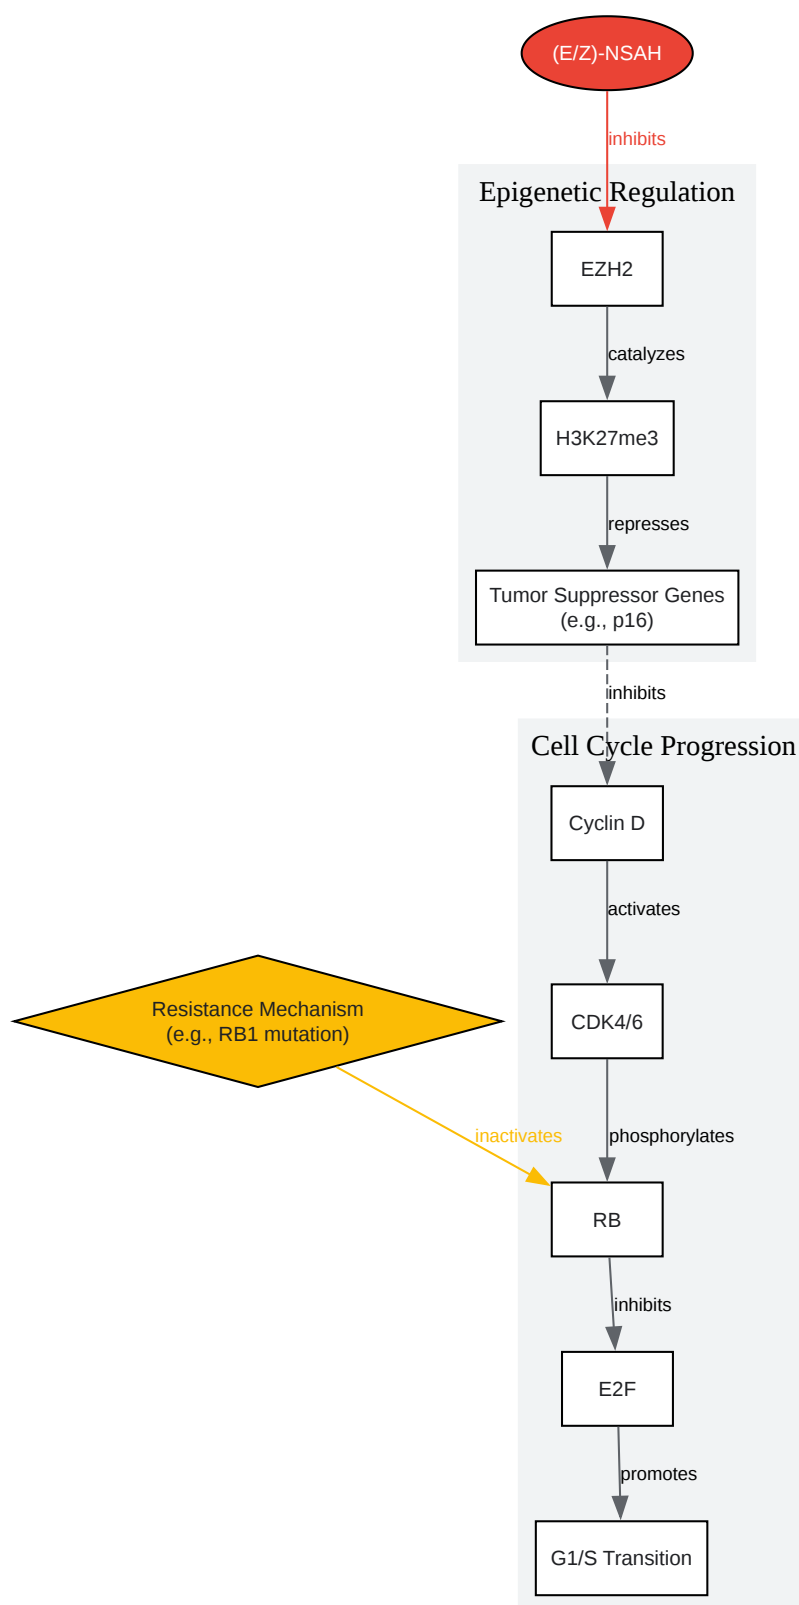 (E/Z)-NSAH
inhibits
Epigenetic Regulation
EZH2
catalyzes
H3K27me3
represses
Tumor Suppressor Genes
(e.g., p16)
inhibits
Cell Cycle Progression
Cyclin D
activates
Resistance Mechanism
(e.g., RB1 mutation)
CDK4/6
inactivates
phosphorylates
RB
inhibits
E2F
promotes
G1/S Transition